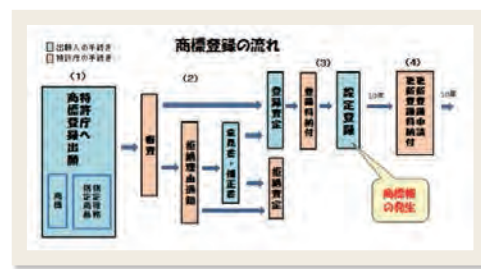 商標登録の流れ
出願人の手続き
特許庁の手続き
(1)
(2)
(3)
(4)
特許庁へ
商標登録出願
商標
指定商品
指定役務
審査
拒絶理由通知
意見書・補正書
登録査定
拒絶査定
登録料納付
設定登録
商標権
の発生
10年
更新登録申請
更新登録料納付
10年